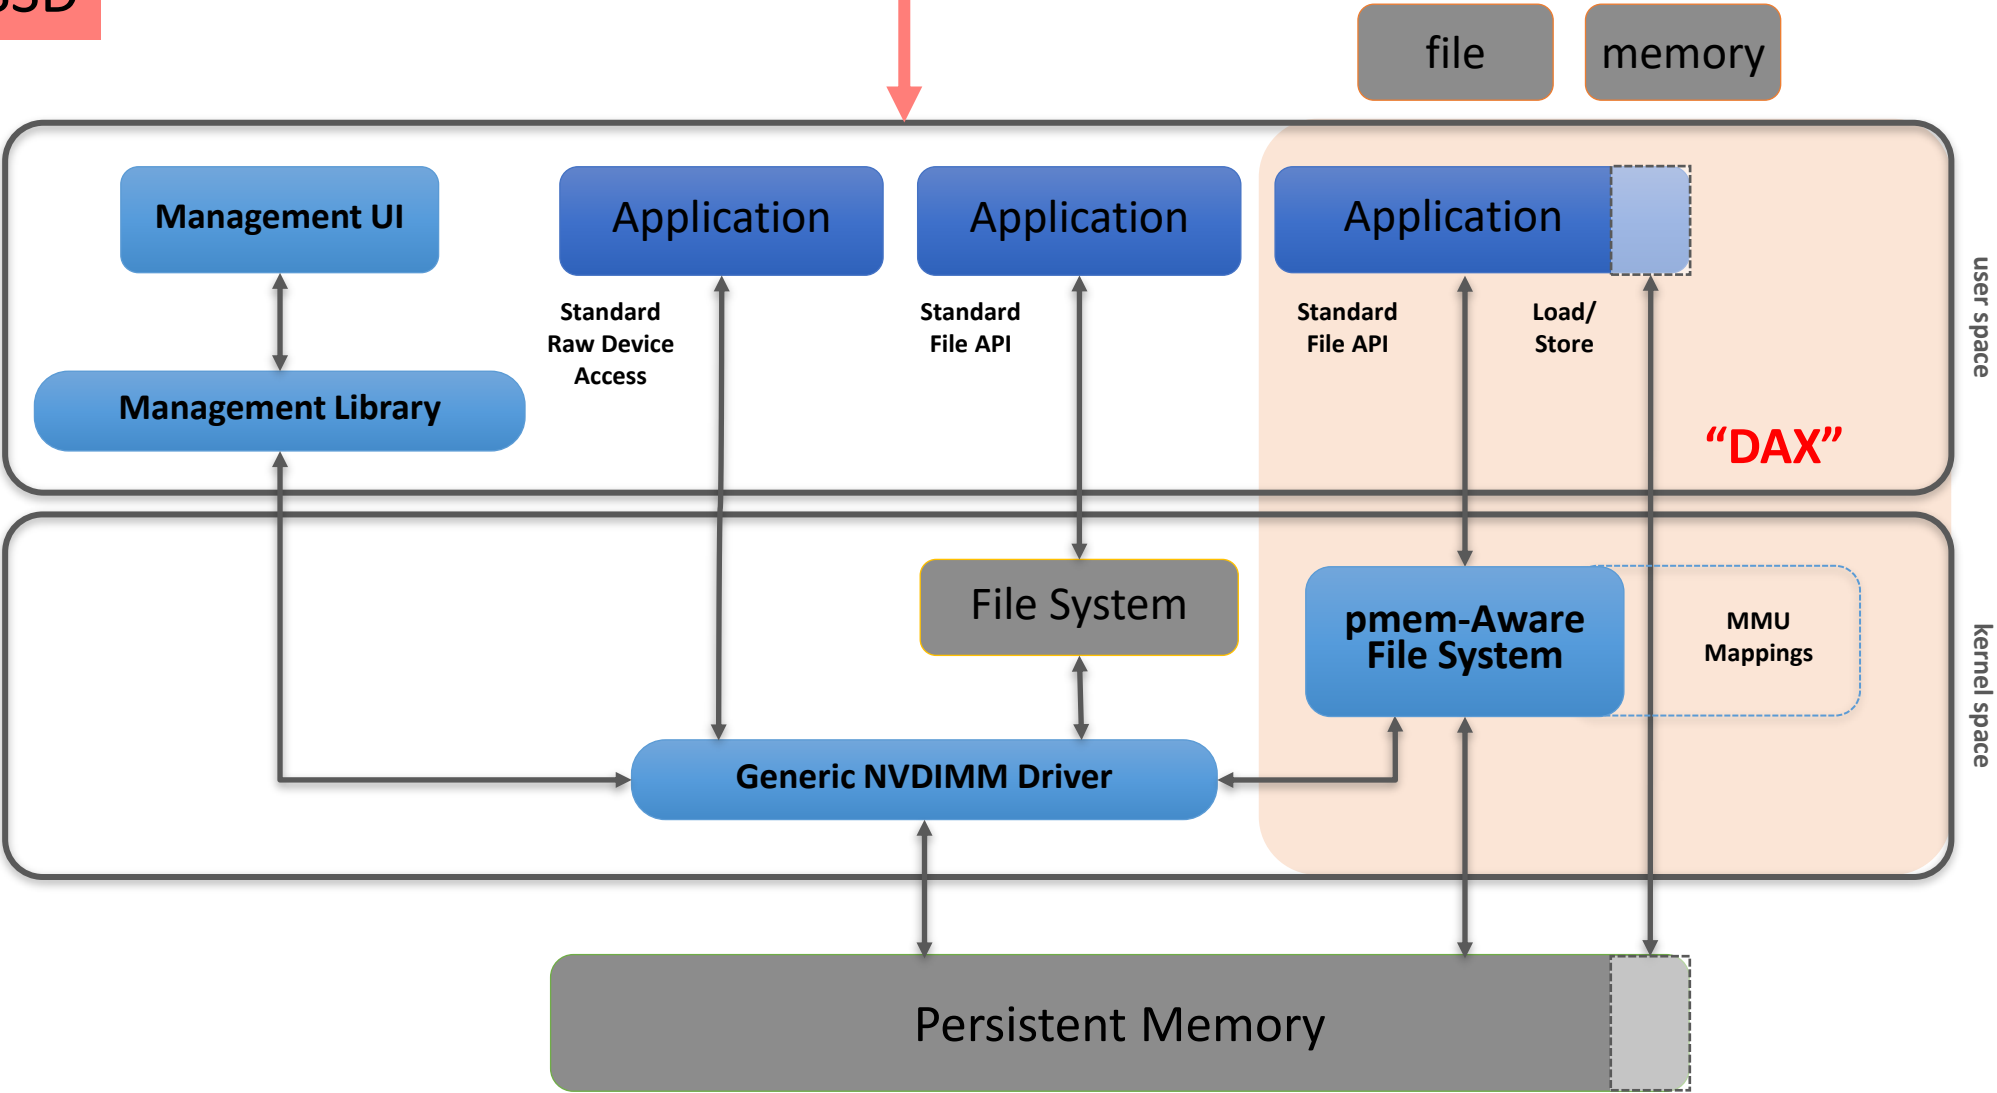 file
memory
Management UI
Application
Application
Application
Standard
Raw Device
Access
Standard
File API
Standard
File API
Load/
Store
user space
Management Library
“DAX”
File System
pmem-Aware
File System
MMU
Mappings
kernel space
Generic NVDIMM Driver
Persistent Memory